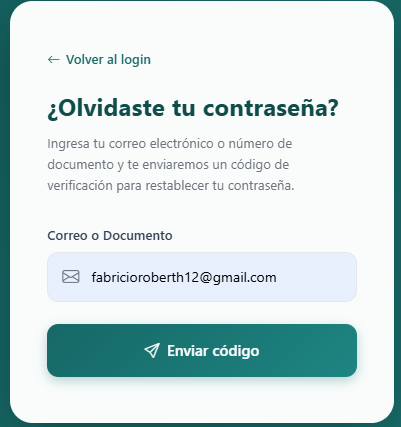 ← Volver al login
¿Olvidaste tu contraseña?
Ingresa tu correo electrónico o número de
documento y te enviaremos un código de
verificación para restablecer tu contraseña.
Correo o Documento
fabricioroberth12@gmail.com
Enviar código